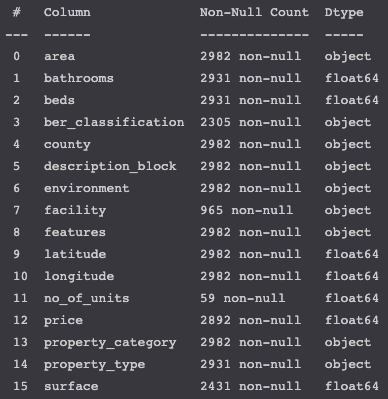 #   Column              Non-Null Count  Dtype
--- ------              --------------  -----
0   area                2982 non-null   object
1   bathrooms           2931 non-null   float64
2   beds                2931 non-null   float64
3   ber_classification  2305 non-null   object
4   county              2982 non-null   object
5   description_block   2982 non-null   object
6   environment         2982 non-null   object
7   facility            965 non-null    object
8   features            2982 non-null   object
9   latitude            2982 non-null   float64
10  longitude           2982 non-null   float64
11  no_of_units         59 non-null     float64
12  price               2892 non-null   float64
13  property_category   2982 non-null   object
14  property_type       2931 non-null   object
15  surface             2431 non-null   float64